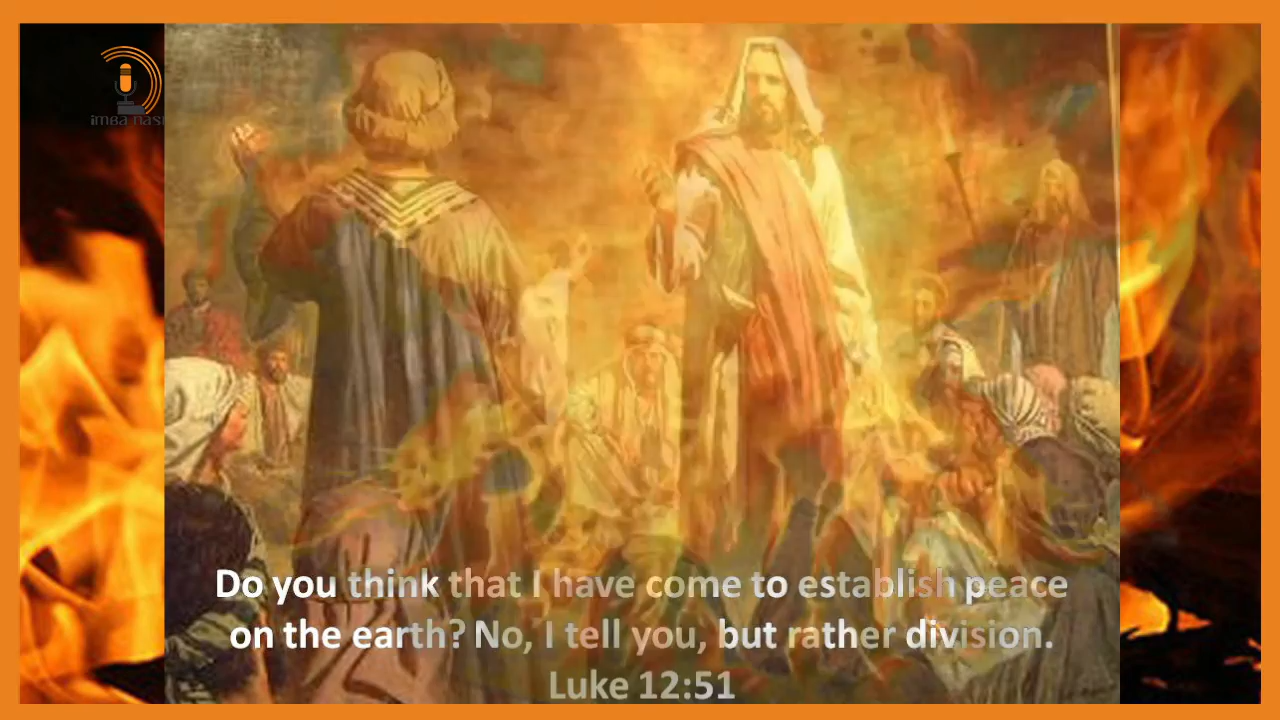 Do you think that I have come to establish peace
on the earth? No, I tell you, but rather division.
Luke 12:51